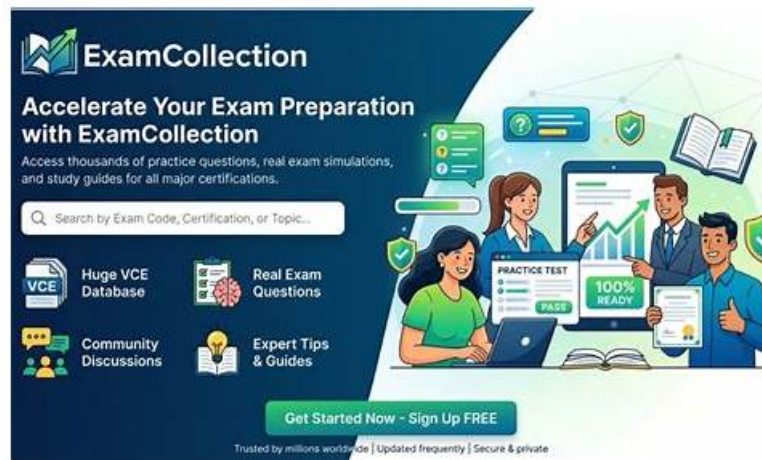 ExamCollection
Accelerate Your Exam Preparation
with ExamCollection
Access thousands of practice questions, real exam simulations,
and study guides for all major certifications.
Search by Exam Code, Certification, or Topic...
VCE
Huge VCE
Database
Real Exam
Questions
Community
Discussions
Expert Tips
& Guides
PRACTICE TEST
PASS
100%
READY
Get Started Now - Sign Up FREE
Trusted by millions worldwide | Updated frequently | Secure & private